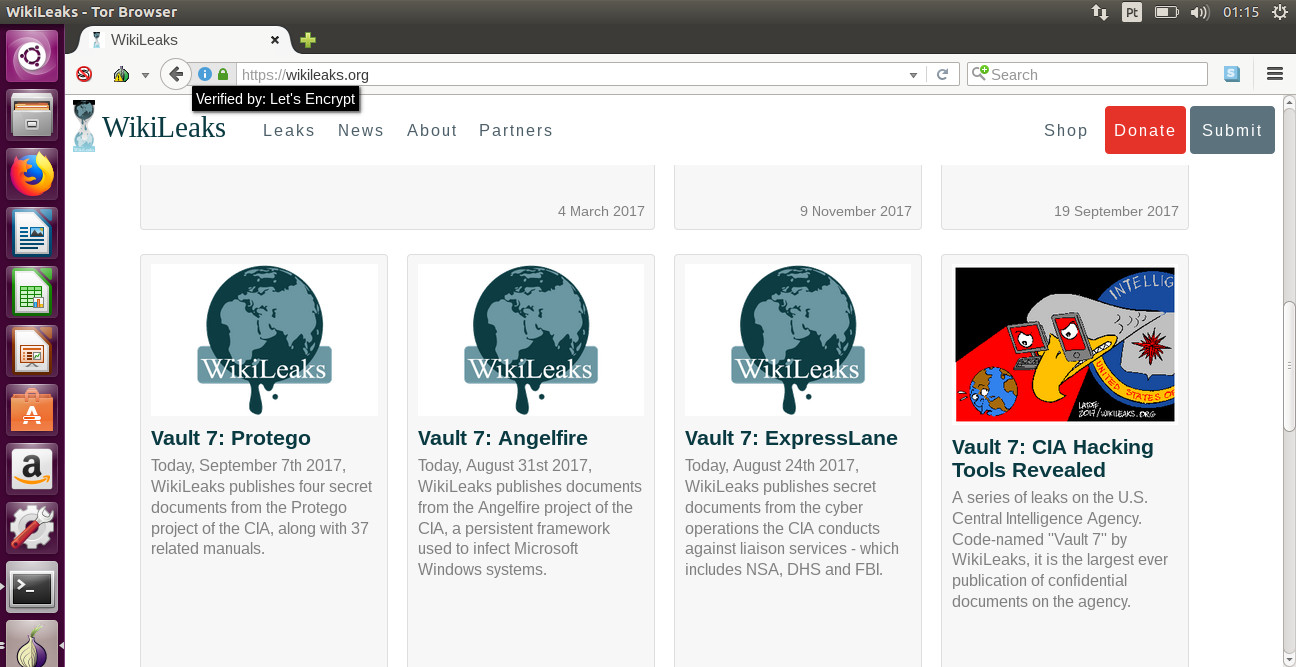 WikiLeaks - Tor Browser
Pt
01:15
WikiLeaks
https://wikileaks.org
Search
S
Verified by: Let's Encrypt
WikiLeaks
Leaks
News
About
Partners
Shop
Donate
Submit
4 March 2017
9 November 2017
19 September 2017
WikiLeaks
WikiLeaks
WikiLeaks
INTELLIG
UNITED STATES OF
LATUFF
2017/WIKILEAKS.ORG
Vault 7: Protego
Today, September 7th 2017,
WikiLeaks publishes four secret
documents from the Protego
project of the CIA, along with 37
related manuals.
Vault 7: Angelfire
Today, August 31st 2017,
WikiLeaks publishes documents
from the Angelfire project of the
CIA, a persistent framework
used to infect Microsoft
Windows systems.
Vault 7: ExpressLane
Today, August 24th 2017,
WikiLeaks publishes secret
documents from the cyber
operations the CIA conducts
against liaison services - which
includes NSA, DHS and FBI.
Vault 7: CIA Hacking
Tools Revealed
A series of leaks on the U.S.
Central Intelligence Agency.
Code-named "Vault 7" by
WikiLeaks, it is the largest ever
publication of confidential
documents on the agency.